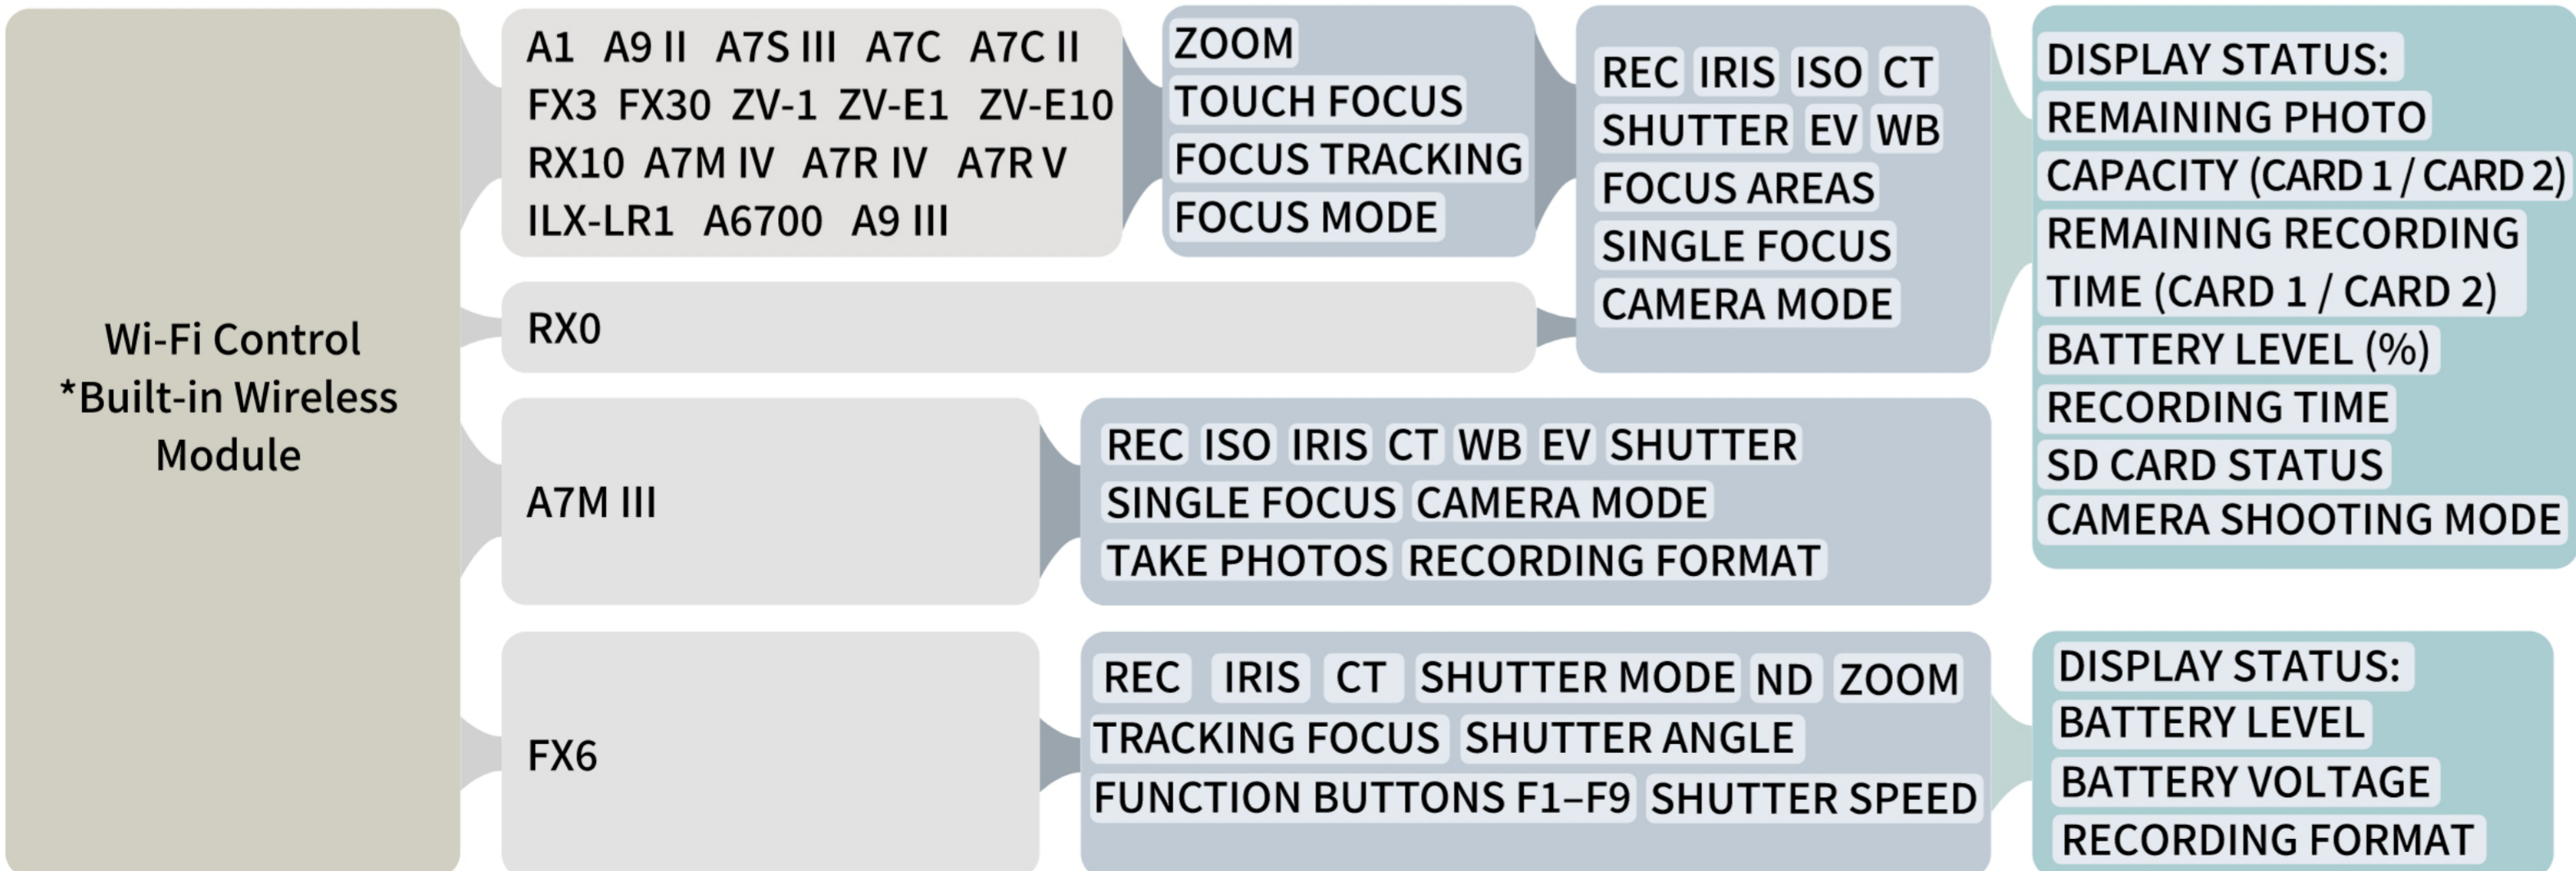 Wi-Fi Control
*Built-in Wireless
Module
A1 A9 II A7S III A7C A7C II
FX3 FX30 ZV-1 ZV-E1 ZV-E10
RX10 A7M IV A7R IV A7R V
ILX-LR1 A6700 A9 III
ZOOM
TOUCH FOCUS
FOCUS TRACKING
FOCUS MODE
REC IRIS ISO CT
SHUTTER EV WB
FOCUS AREAS
SINGLE FOCUS
CAMERA MODE
DISPLAY STATUS:
REMAINING PHOTO
CAPACITY (CARD 1 / CARD 2)
REMAINING RECORDING
TIME (CARD 1 / CARD 2)
BATTERY LEVEL (%)
RECORDING TIME
SD CARD STATUS
CAMERA SHOOTING MODE
RX0
A7M III
REC ISO IRIS CT WB EV SHUTTER
SINGLE FOCUS CAMERA MODE
TAKE PHOTOS RECORDING FORMAT
FX6
REC IRIS CT SHUTTER MODE ND ZOOM
TRACKING FOCUS SHUTTER ANGLE
FUNCTION BUTTONS F1–F9 SHUTTER SPEED
DISPLAY STATUS:
BATTERY LEVEL
BATTERY VOLTAGE
RECORDING FORMAT